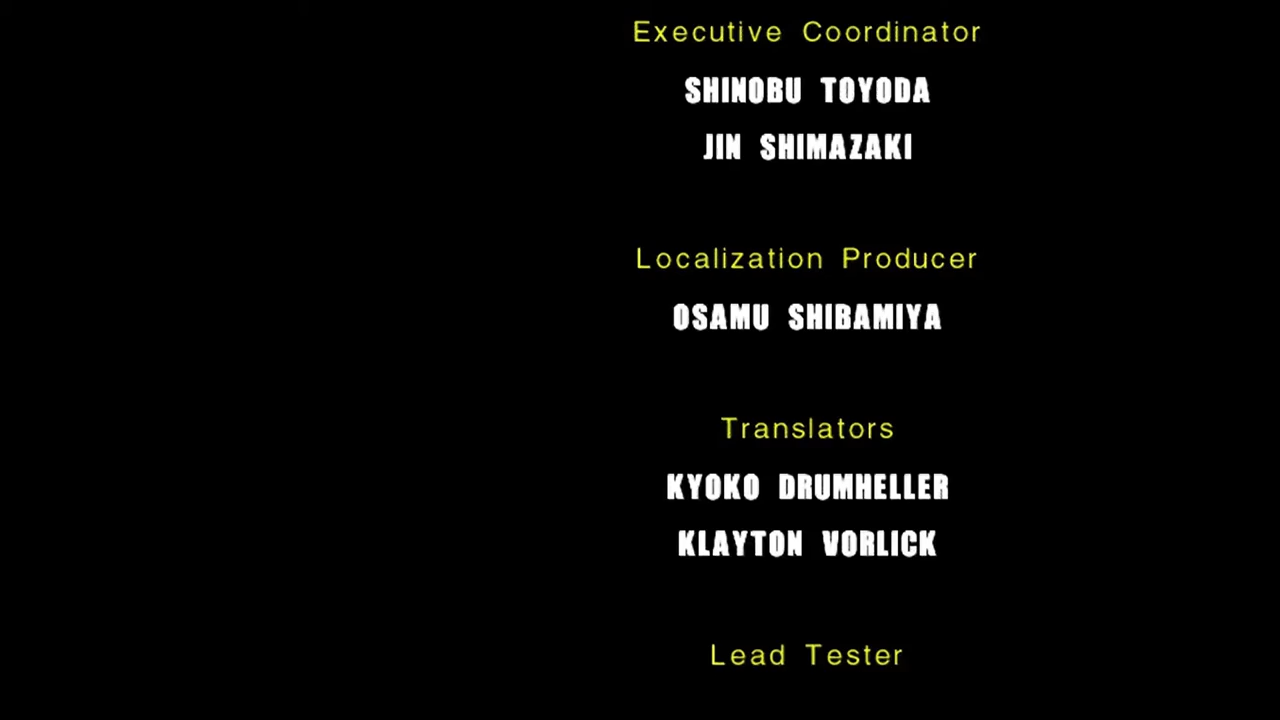 Executive Coordinator
SHINOBU TOYODA
JIN SHIMAZAKI
Localization Producer
OSAMU SHIBAMIYA
Translators
KYOKO DRUMHELLER
KLAYTON VORLICK
Lead Tester